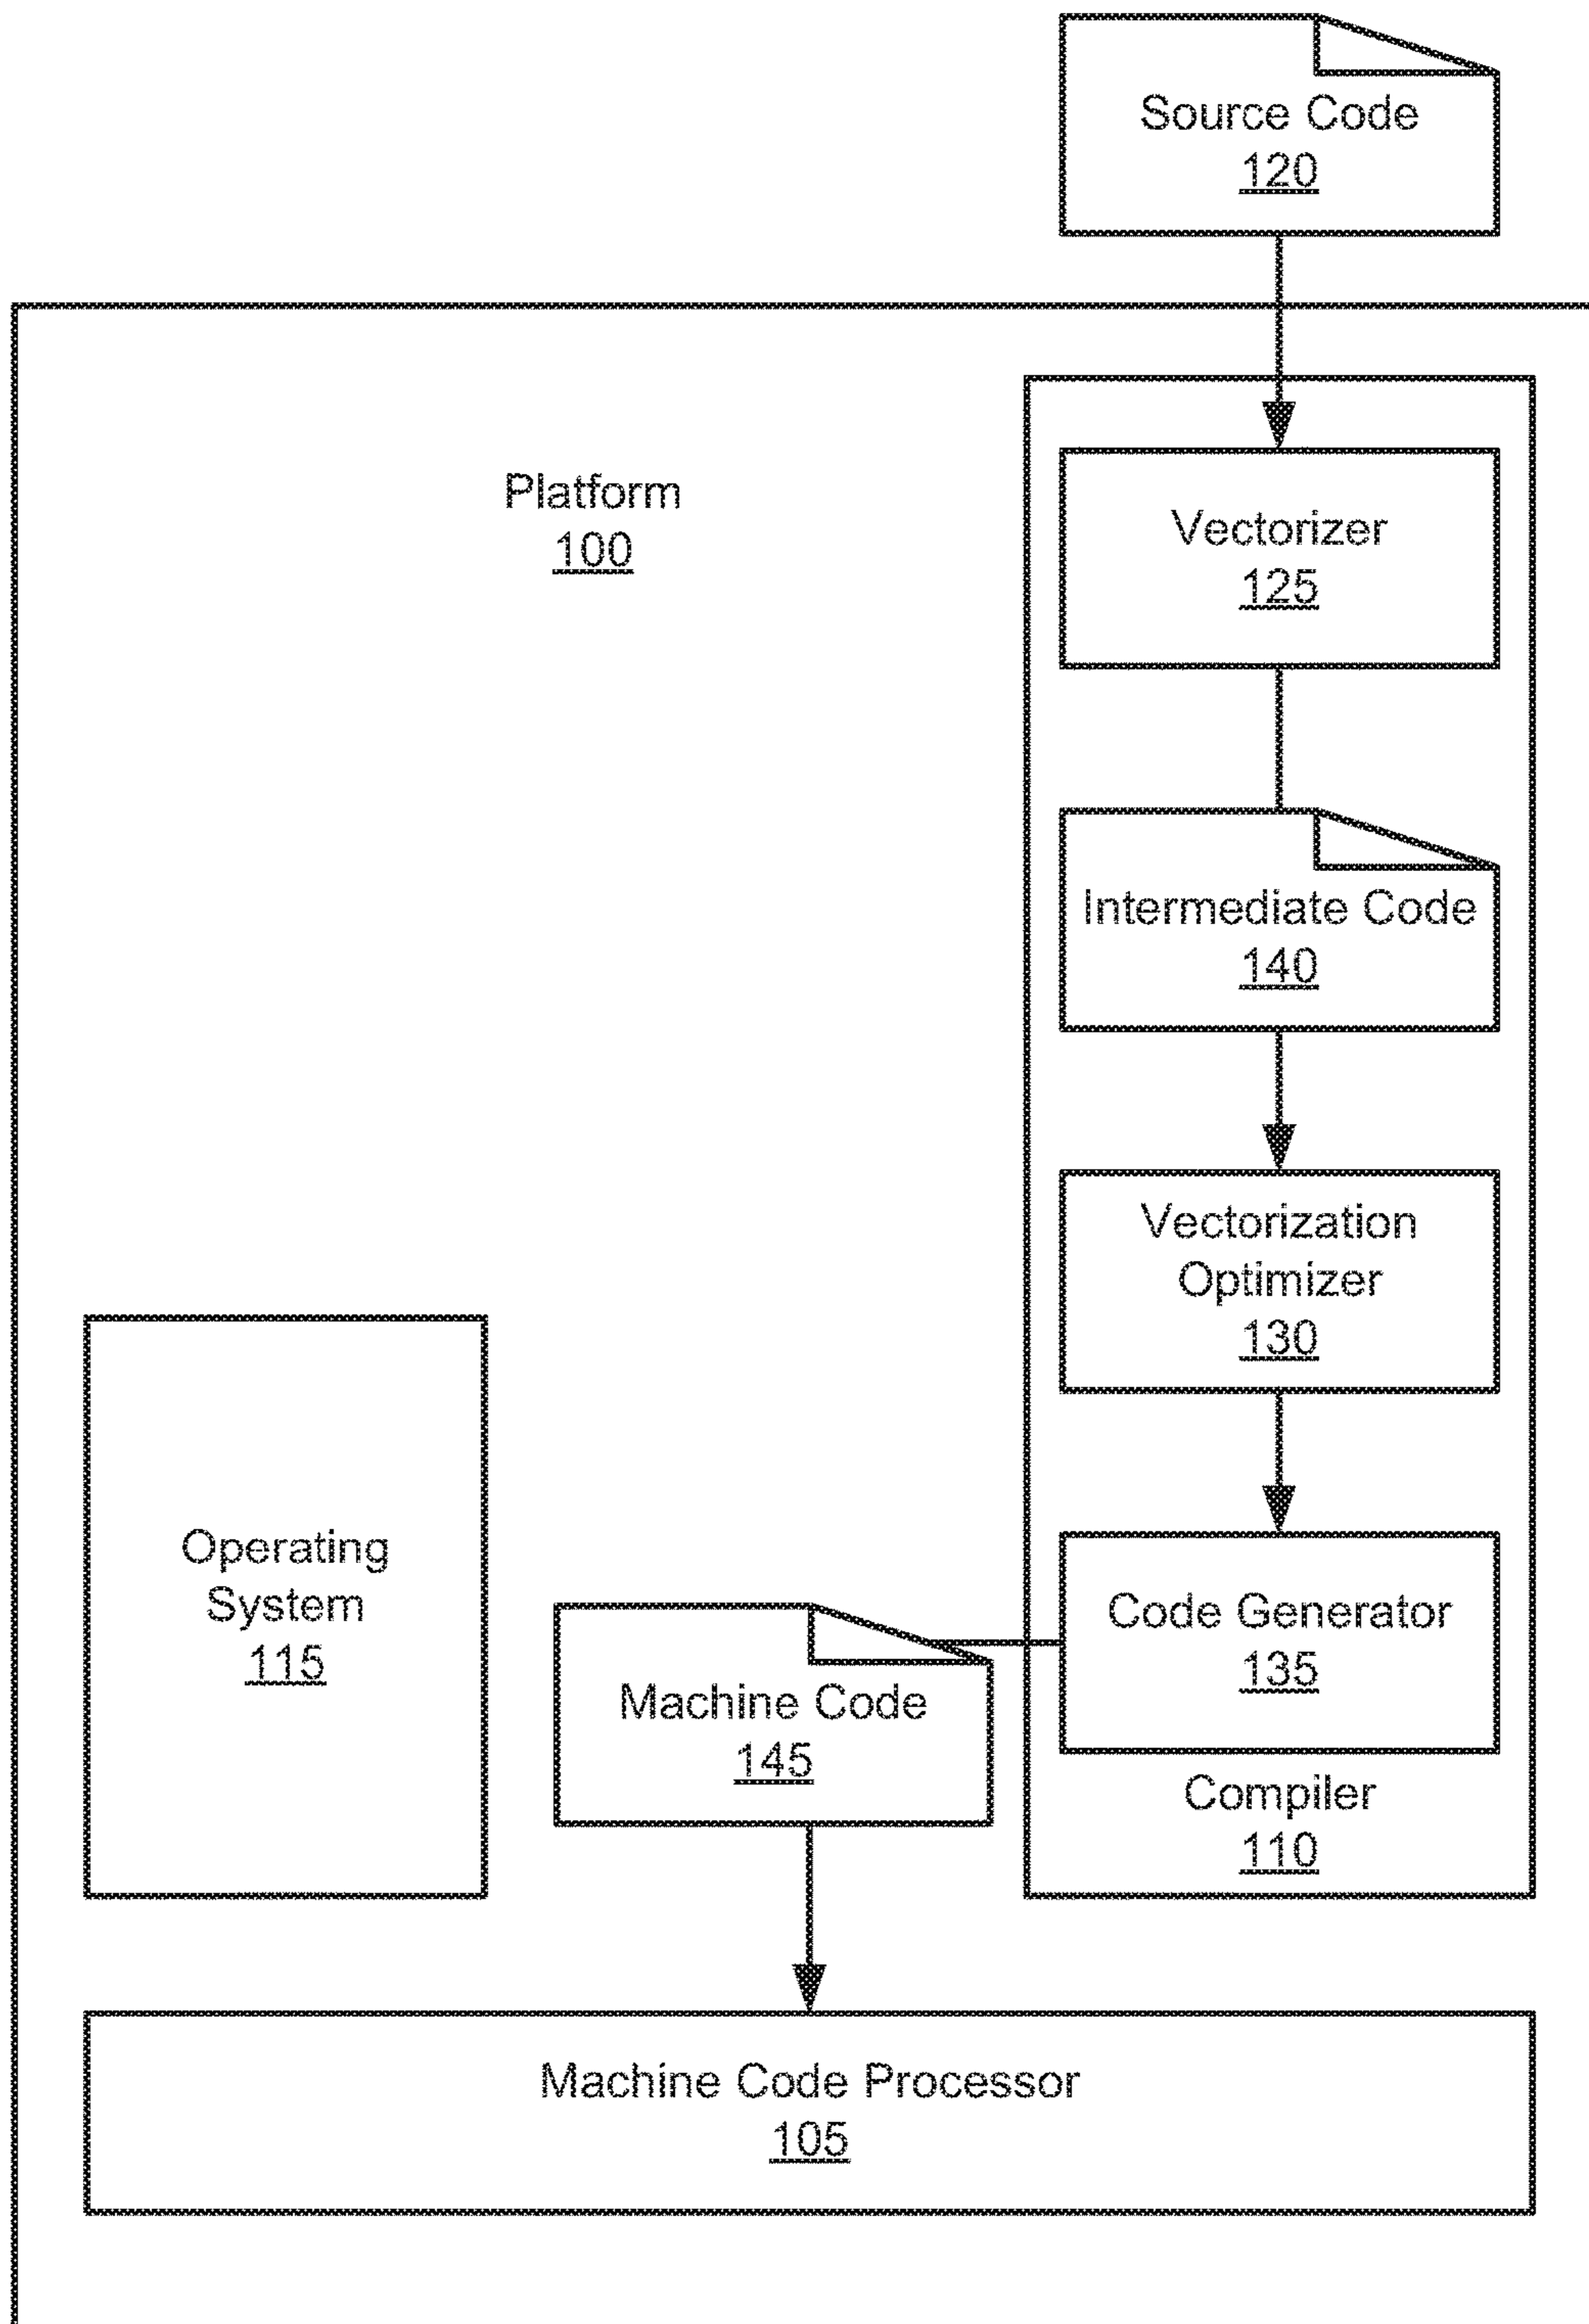 Source Code
120
Platform
100
Vectorizer
125
Intermediate Code
140
Vectorization
Optimizer
130
Operating
System
115
Code Generator
135
Machine Code
145
Compiler
110
Machine Code Processor
105